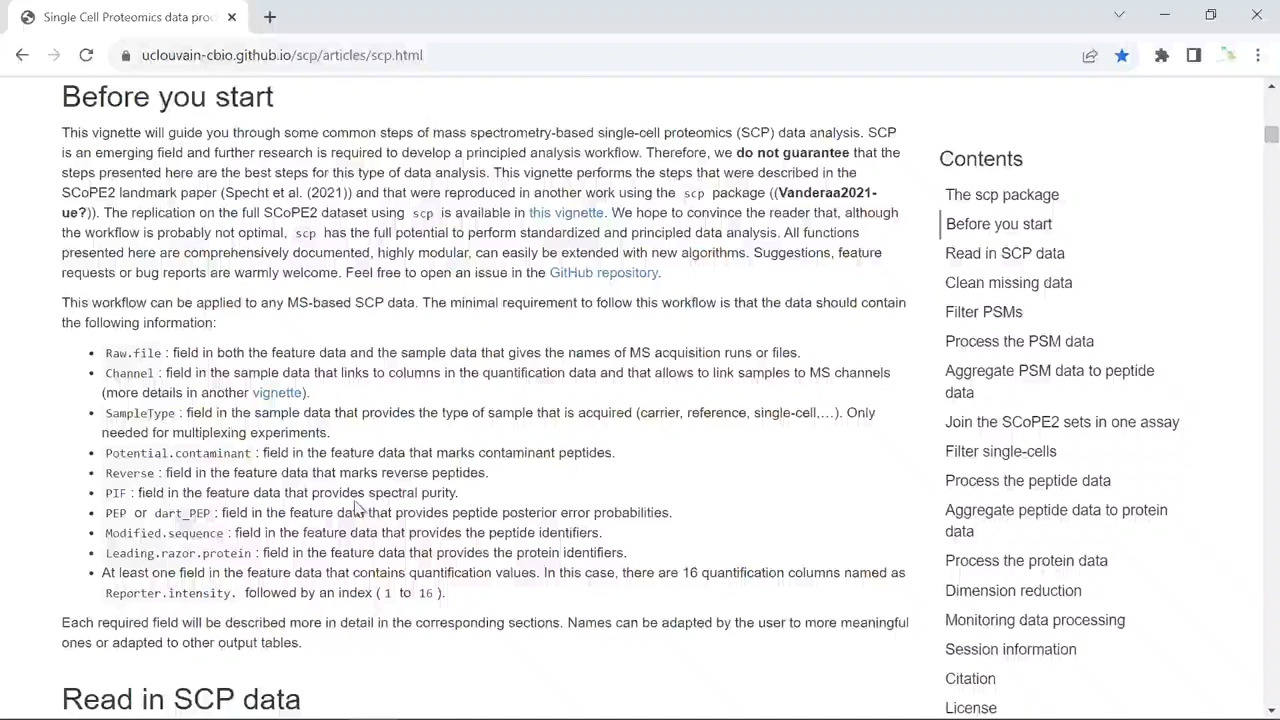 Single Cell Proteomics data proc
uclouvain-cbio.github.io/scp/articles/scp.html
Before you start
This vignette will guide you through some common steps of mass spectrometry-based single-cell proteomics (SCP) data analysis. SCP
is an emerging field and further research is required to develop a principled analysis workflow. Therefore, we do not guarantee that the
steps presented here are the best steps for this type of data analysis. This vignette performs the steps that were described in the
SCoPE2 landmark paper (Specht et al. (2021)) and that were reproduced in another work using the scp package ((Vanderaa2021-
ue?)). The replication on the full SCoPE2 dataset using scp is available in this vignette. We hope to convince the reader that, although
the workflow is probably not optimal, scp has the full potential to perform standardized and principled data analysis. All functions
presented here are comprehensively documented, highly modular, can easily be extended with new algorithms. Suggestions, feature
requests or bug reports are warmly welcome. Feel free to open an issue in the GitHub repository.
This workflow can be applied to any MS-based SCP data. The minimal requirement to follow this workflow is that the data should contain
the following information:
• Raw.file : field in both the feature data and the sample data that gives the names of MS acquisition runs or files.
• Channel : field in the sample data that links to columns in the quantification data and that allows to link samples to MS channels
(more details in another vignette).
• SampleType : field in the sample data that provides the type of sample that is acquired (carrier, reference, single-cell,…). Only
needed for multiplexing experiments.
• Potential.contaminant : field in the feature data that marks contaminant peptides.
• Reverse : field in the feature data that marks reverse peptides.
• PIF : field in the feature data that provides spectral purity.
• PEP or dart_PEP : field in the feature data that provides peptide posterior error probabilities.
• Modified.sequence : field in the feature data that provides the peptide identifiers.
• Leading.razor.protein : field in the feature data that provides the protein identifiers.
• At least one field in the feature data that contains quantification values. In this case, there are 16 quantification columns named as
Reporter.intensity. followed by an index ( 1 to 16 ).
Each required field will be described more in detail in the corresponding sections. Names can be adapted by the user to more meaningful
ones or adapted to other output tables.
Read in SCP data
Contents
The scp package
Before you start
Read in SCP data
Clean missing data
Filter PSMs
Process the PSM data
Aggregate PSM data to peptide
data
Join the SCoPE2 sets in one assay
Filter single-cells
Process the peptide data
Aggregate peptide data to protein
data
Process the protein data
Dimension reduction
Monitoring data processing
Session information
Citation
License